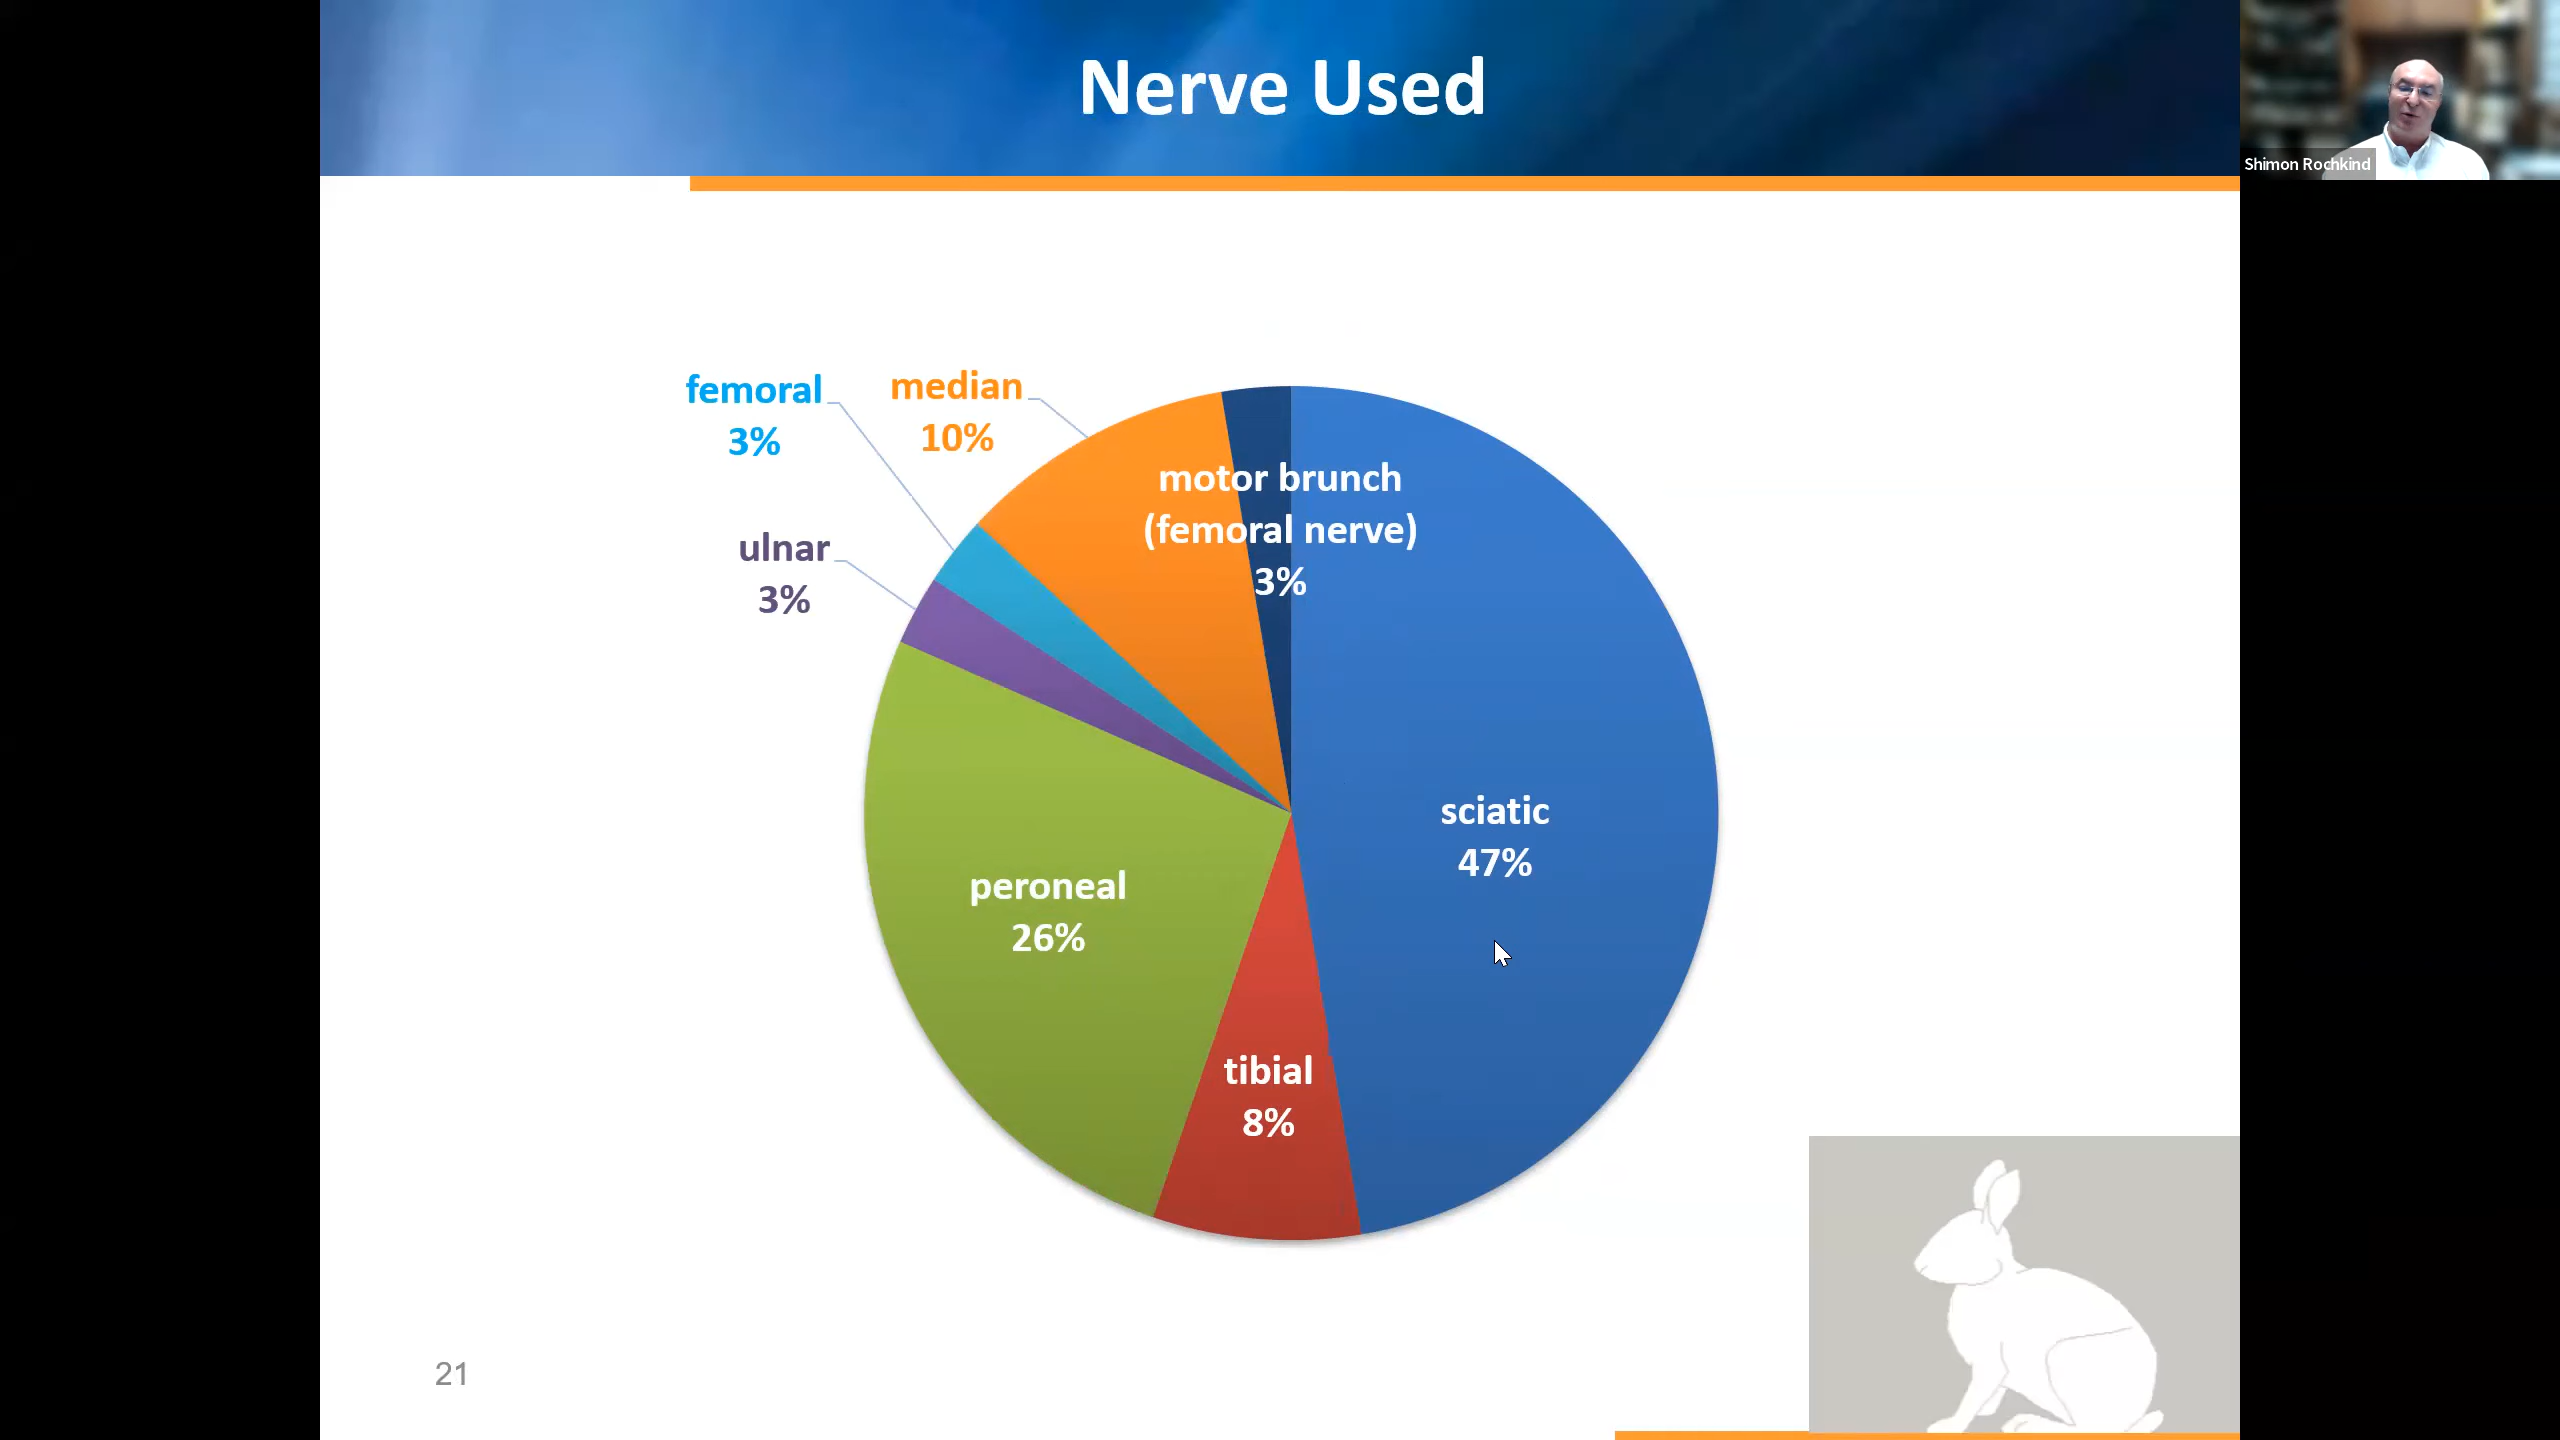 Nerve Used
Shimon Rochkind
femoral
3%
median
10%
motor brunch
(femoral nerve)
3%
ulnar
3%
sciatic
47%
peroneal
26%
tibial
8%
21